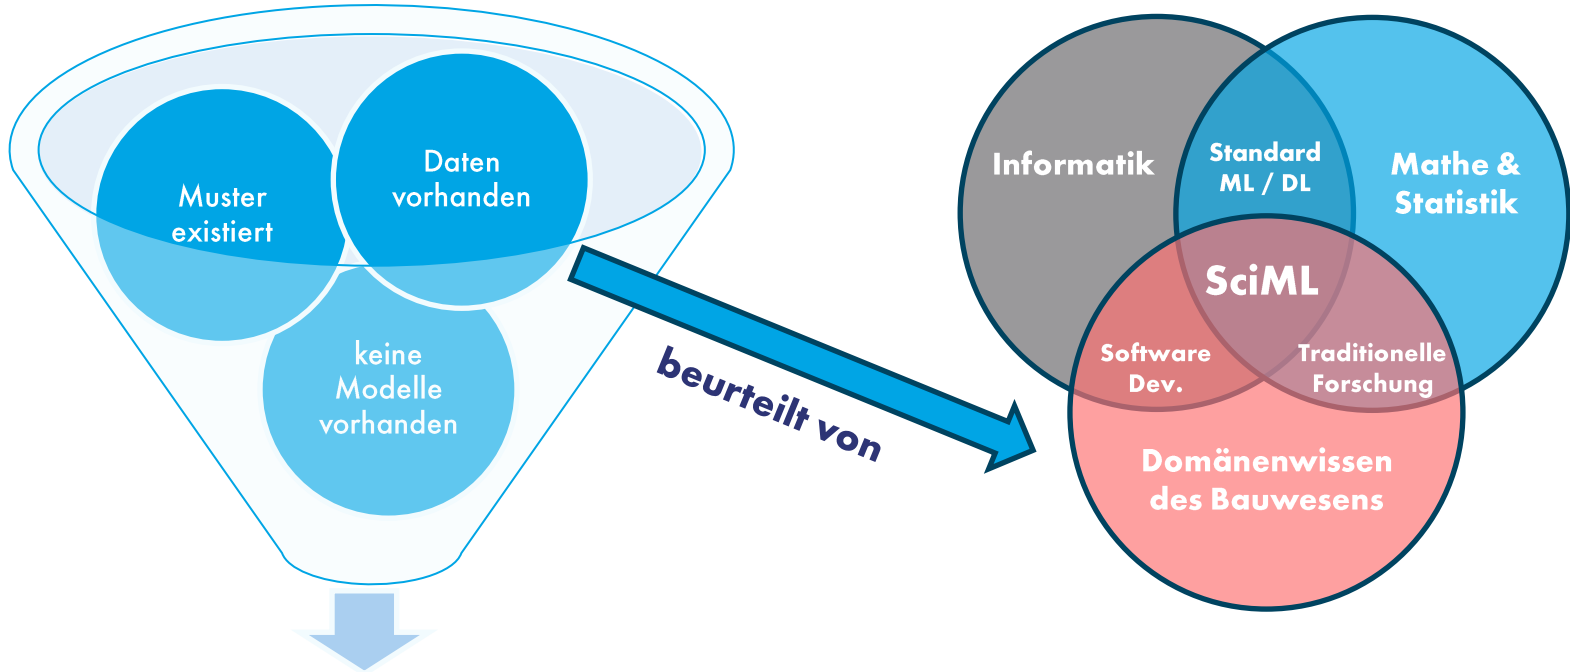 Muster
existiert
Daten
vorhanden
keine
Modelle
vorhanden
beurteilt von
Informatik
Standard
ML / DL
Mathe &
Statistik
SciML
Software
Dev.
Traditionelle
Forschung
Domänenwissen
des Bauwesens